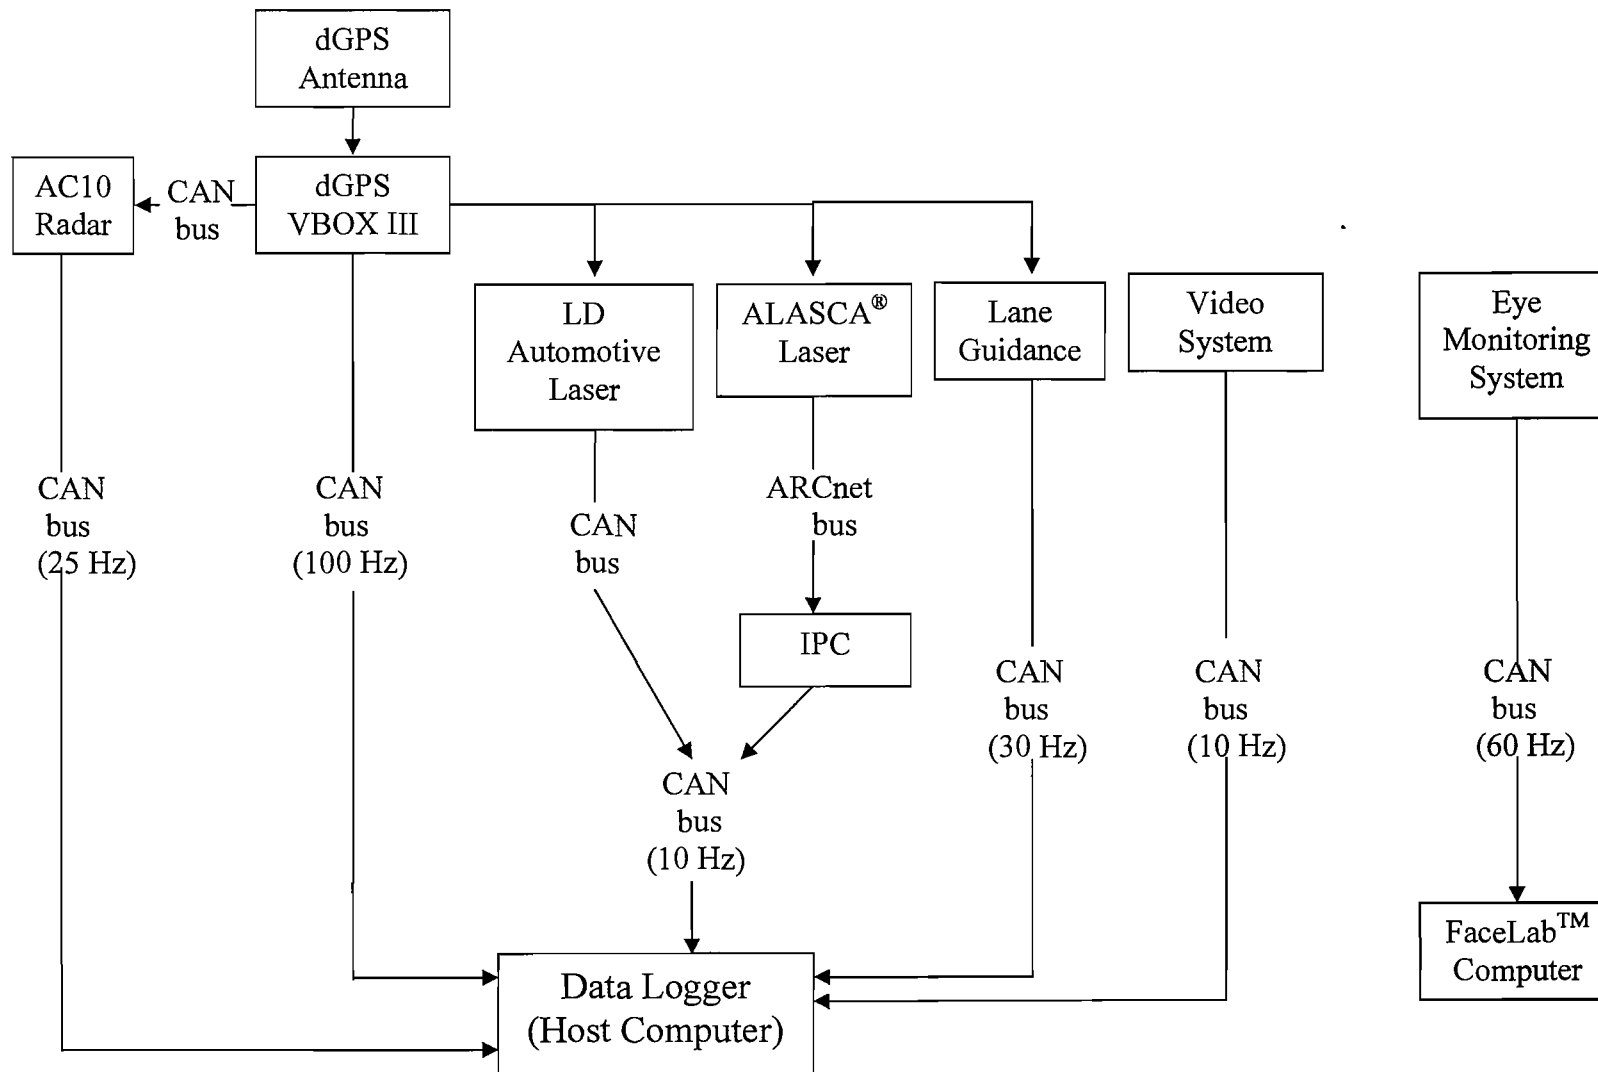 dGPS
Antenna
AC10
Radar
CAN
bus
dGPS
VBOX III
LD
Automotive
Laser
ALASCA®
Laser
Lane
Guidance
Video
System
Eye
Monitoring
System
CAN
bus
(25 Hz)
CAN
bus
(100 Hz)
CAN
bus
ARCnet
bus
IPC
CAN
bus
(30 Hz)
CAN
bus
(10 Hz)
CAN
bus
(60 Hz)
CAN
bus
(10 Hz)
FaceLab™
Computer
Data Logger
(Host Computer)